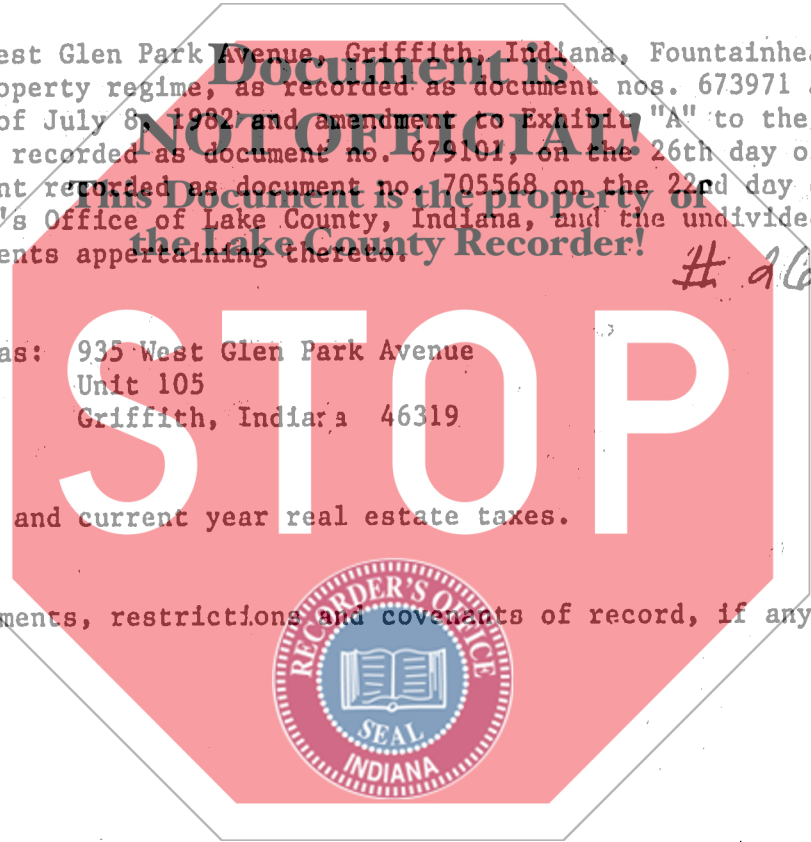 est Glen Park Avenue, Griffith, Indiana, Fountainhea
operty regime, as recorded as document nos. 673971
of July 8, 1982 and amendment to Exhibit "A" to the
recorded as document no. 679101, on the 26th day o
nt recorded as document no. 705568 on the 22nd day
's Office of Lake County, Indiana, and the undivide
ents appertaining thereto.
# 26
Document is
NOT OFFICIAL!
This Document is the property of
the Lake County Recorder!
STOP
as: 935 West Glen Park Avenue
Unit 105
Griffith, Indiana 46319
and current year real estate taxes.
ments, restrictions and covenants of record, if any
RECORDER'S OFFICE
SEAL
INDIANA